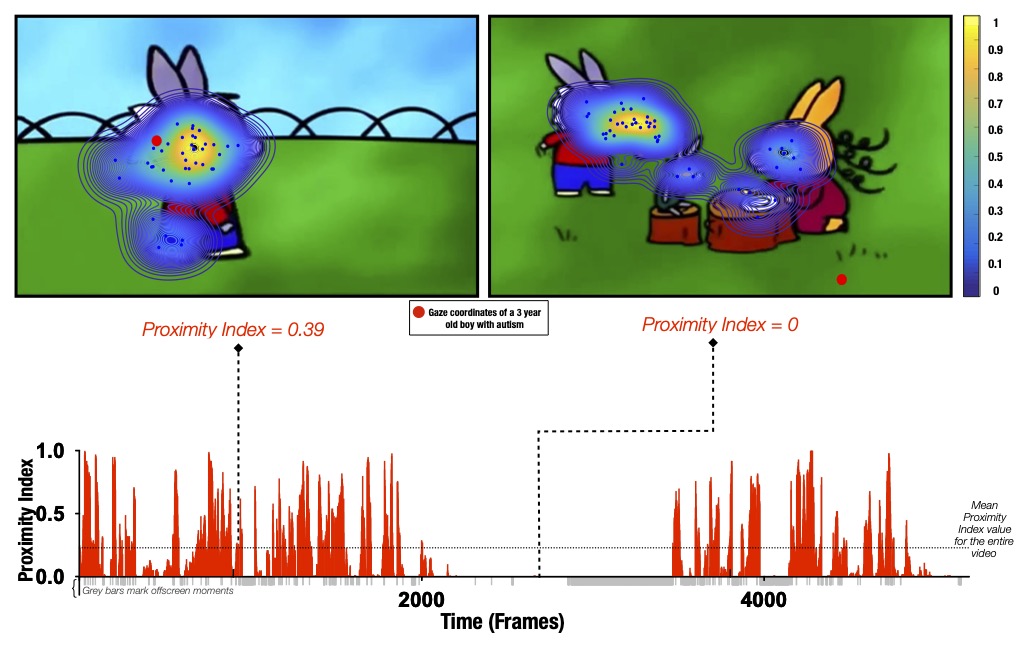 1
0.9
0.8
0.7
0.6
0.5
0.4
0.3
0.2
0.1
0
Gaze coordinates of a 3 year
old boy with autism
Proximity Index = 0.39
Proximity Index = 0
Proximity Index
1.0
0.5
0.0
Mean
Proximity
Index value
for the entire
video
Grey bars mark offscreen moments
2000
4000
Time (Frames)